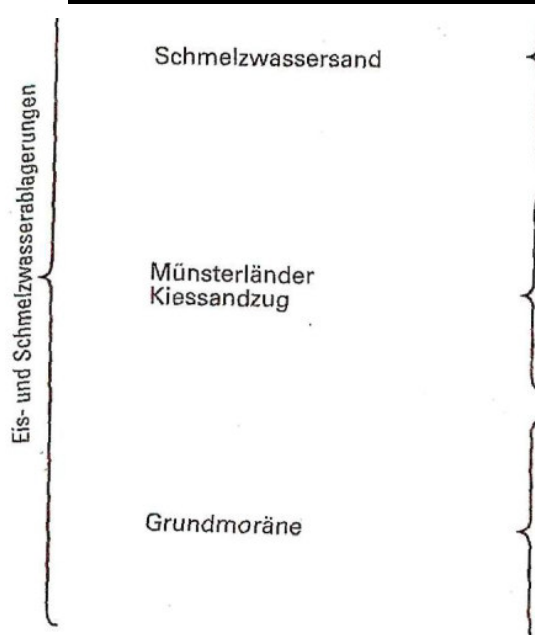 Eis- und Schmelzwasserablagerungen
Schmelzwassersand
Münsterländer
Kiessandzug
Grundmoräne